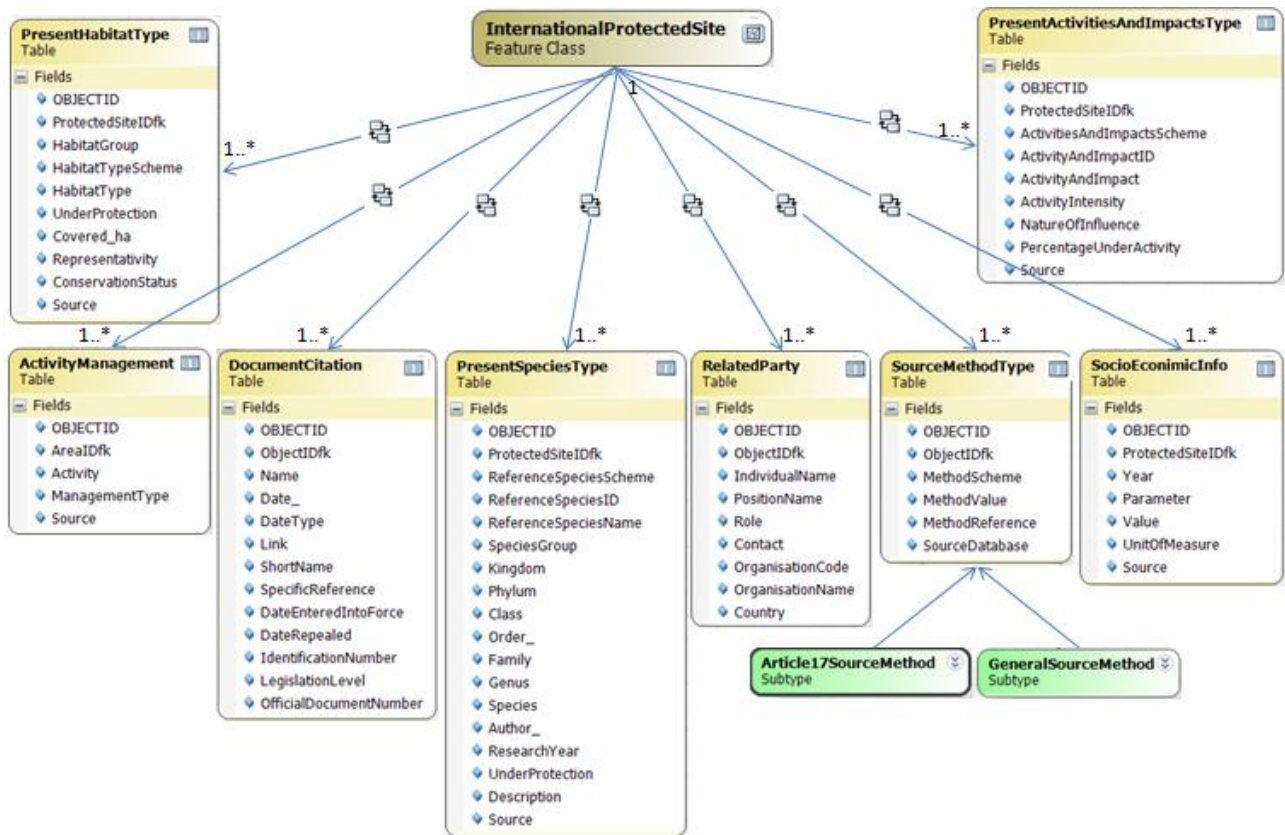 PresentHabitatType
Table
Fields
OBJECTID
ProtectedSiteIDfk
HabitatGroup
HabitatTypeScheme
HabitatType
UnderProtection
Covered_ha
Representativity
ConservationStatus
Source
InternationalProtectedSite
Feature Class
PresentActivitiesAndImpactsType
Table
Fields
OBJECTID
ProtectedSiteIDfk
ActivitiesAndImpactsScheme
ActivityAndImpactID
ActivityAndImpact
ActivityIntensity
NatureOfInfluence
PercentageUnderActivity
Source
1
1..*
1..*
1..*
1..*
1..*
1..*
1..*
1..*
ActivityManagement
Table
Fields
OBJECTID
AreaIDfk
Activity
ManagementType
Source
DocumentCitation
Table
Fields
OBJECTID
ObjectIDfk
Name
Date_
DateType
Link
ShortName
SpecificReference
DateEnteredIntoForce
DateRepealed
IdentificationNumber
LegislationLevel
OfficialDocumentNumber
PresentSpeciesType
Table
Fields
OBJECTID
ProtectedSiteIDfk
ReferenceSpeciesScheme
ReferenceSpeciesID
ReferenceSpeciesName
SpeciesGroup
Kingdom
Phylum
Class
Order_
Family
Genus
Species
Author_
ResearchYear
UnderProtection
Description
Source
RelatedParty
Table
Fields
OBJECTID
ObjectIDfk
IndividualName
PositionName
Role
Contact
OrganisationCode
OrganisationName
Country
SourceMethodType
Table
Fields
OBJECTID
ObjectIDfk
MethodScheme
MethodValue
MethodReference
SourceDatabase
SocioEconimicInfo
Table
Fields
OBJECTID
ProtectedSiteIDfk
Year
Parameter
Value
UnitOfMeasure
Source
Article17SourceMethod
Subtype
GeneralSourceMethod
Subtype